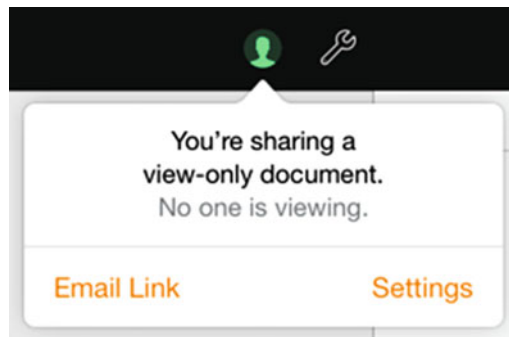 You’re sharing a
view-only document.
No one is viewing.
Email Link
Settings